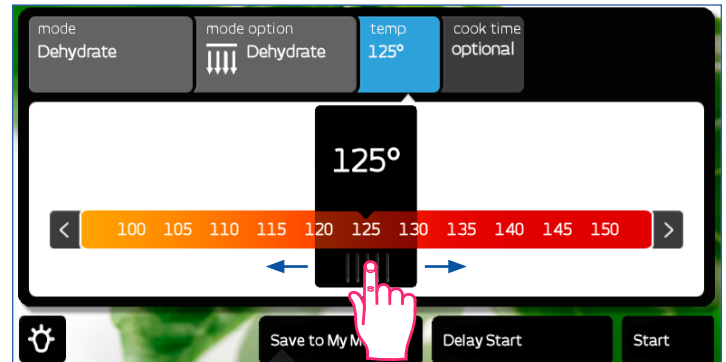 mode
Dehydrate
mode option
Dehydrate
temp
125°
cook time
optional
125°
100 105 110 115 120 125 130 135 140 145 150
Save to My M
Delay Start
Start